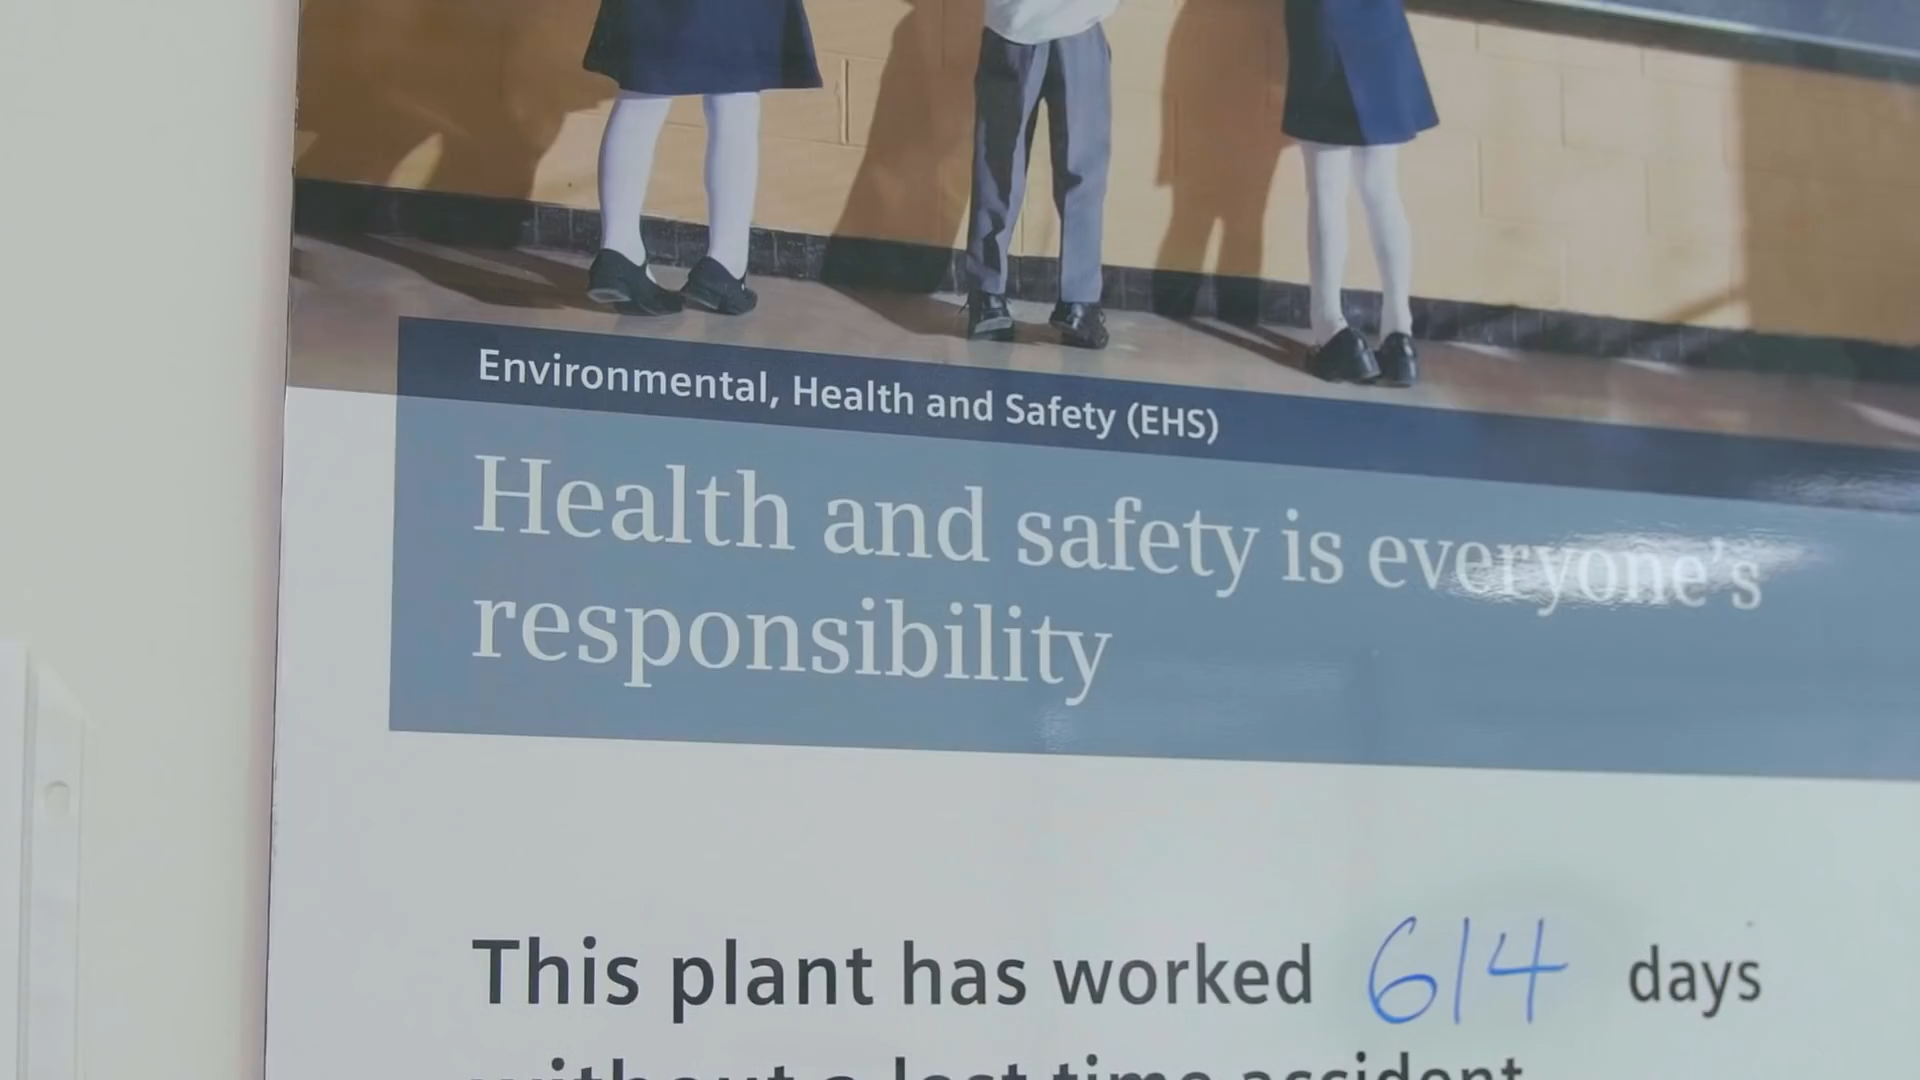 Environmental, Health and Safety (EHS)
Health and safety is everyone's
responsibility
This plant has worked 614 days
without a lost time accident